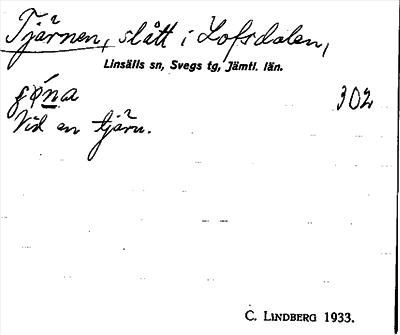 Tjärnen, slått i Lofsdalen,
Linsälls sn, Svegs tg, Jämtl. län.
302
Vid en tjärn.
C. LINDBERG 1933.